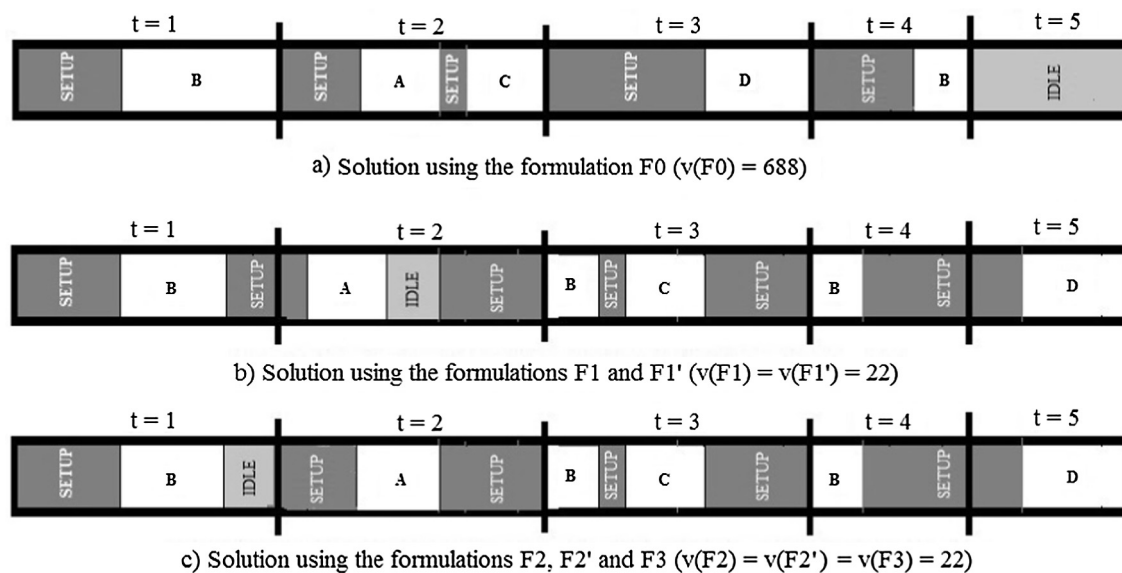 t = 1 t = 2 t = 3 t = 4 t = 5
SETUP B SETUP A SETUP C SETUP D SETUP B IDLE
a) Solution using the formulation F0 (v(F0) = 688)
t = 1 t = 2 t = 3 t = 4 t = 5
SETUP B SETUP A IDLE SETUP B SETUP C SETUP B SETUP D
b) Solution using the formulations F1 and F1' (v(F1) = v(F1') = 22)
t = 1 t = 2 t = 3 t = 4 t = 5
SETUP B IDLE SETUP A SETUP B SETUP C SETUP B SETUP D
c) Solution using the formulations F2, F2' and F3 (v(F2) = v(F2') = v(F3) = 22)